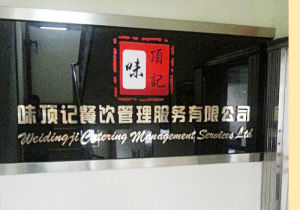 味 頂記
味顶记餐饮管理服务有限公司
Weidingji Catering Management Services Ltd